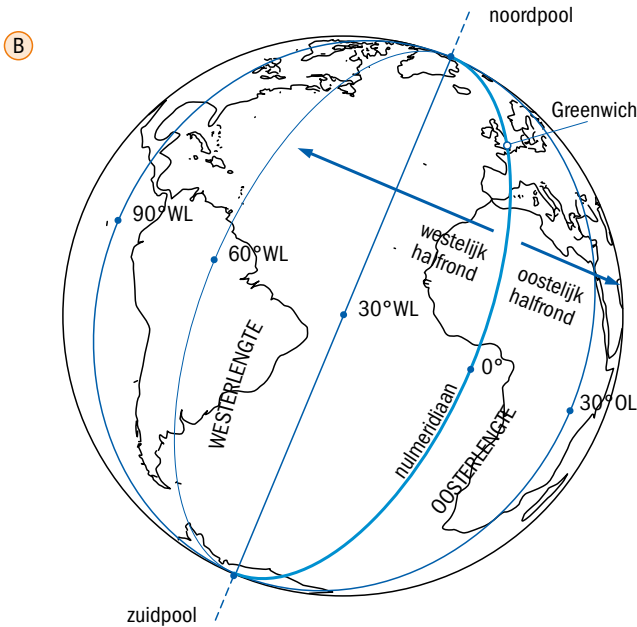 B
noordpool
Greenwich
90°WL
60°WL
westelijk
halfrond
oostelijk
halfrond
30°WL
WESTERLENGTE
0°
nulmeridiaan
30°OL
OOSTERLENGTE
zuidpool